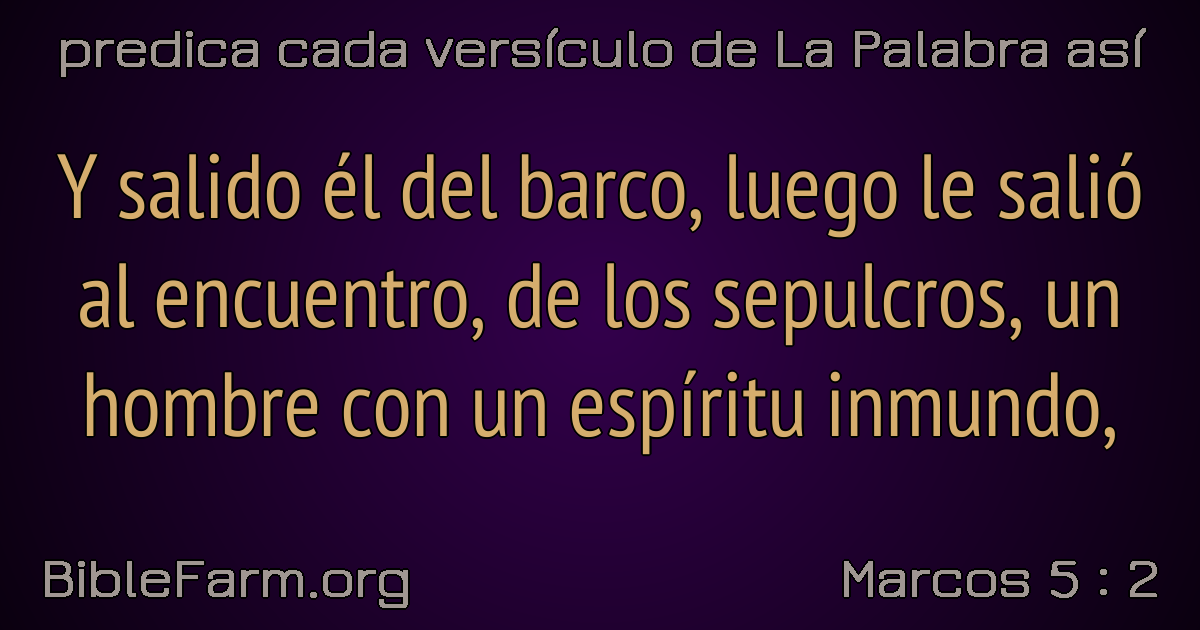 predica cada versículo de La Palabra así
Y salido él del barco, luego le salió
al encuentro, de los sepulcros, un
hombre con un espíritu inmundo,
BibleFarm.org
Marcos 5 : 2